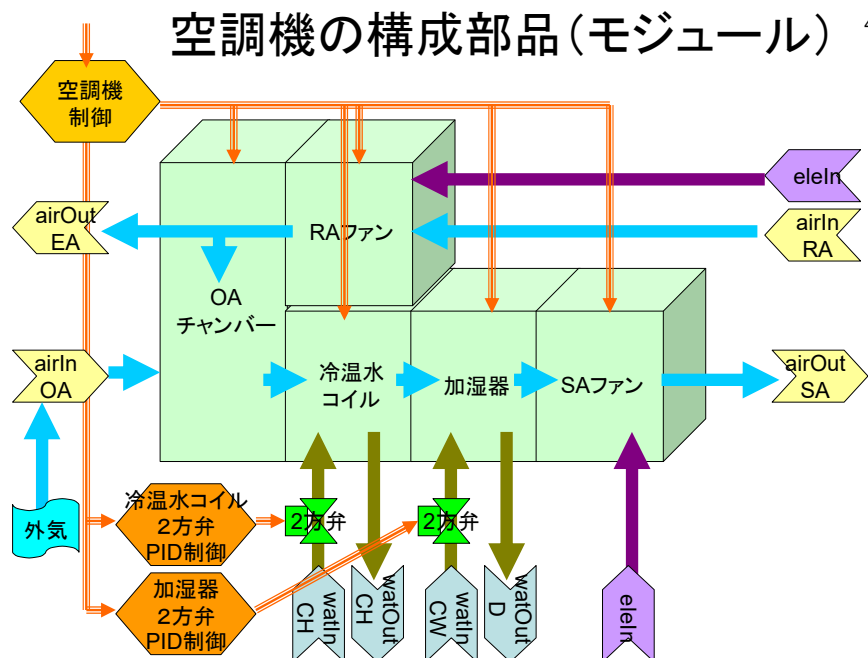 空調機の構成部品(モジュール)
空調機
制御
eleIn
airOut
EA
RAファン
airIn
RA
OA
チャンバー
airIn
OA
冷温水
コイル
加湿器
SAファン
airOut
SA
外気
冷温水コイル
2方弁
PID制御
2方弁
2方弁
加湿器
2方弁
PID制御
watIn
CH
watOut
CH
watIn
CW
watOut
D
eleIn